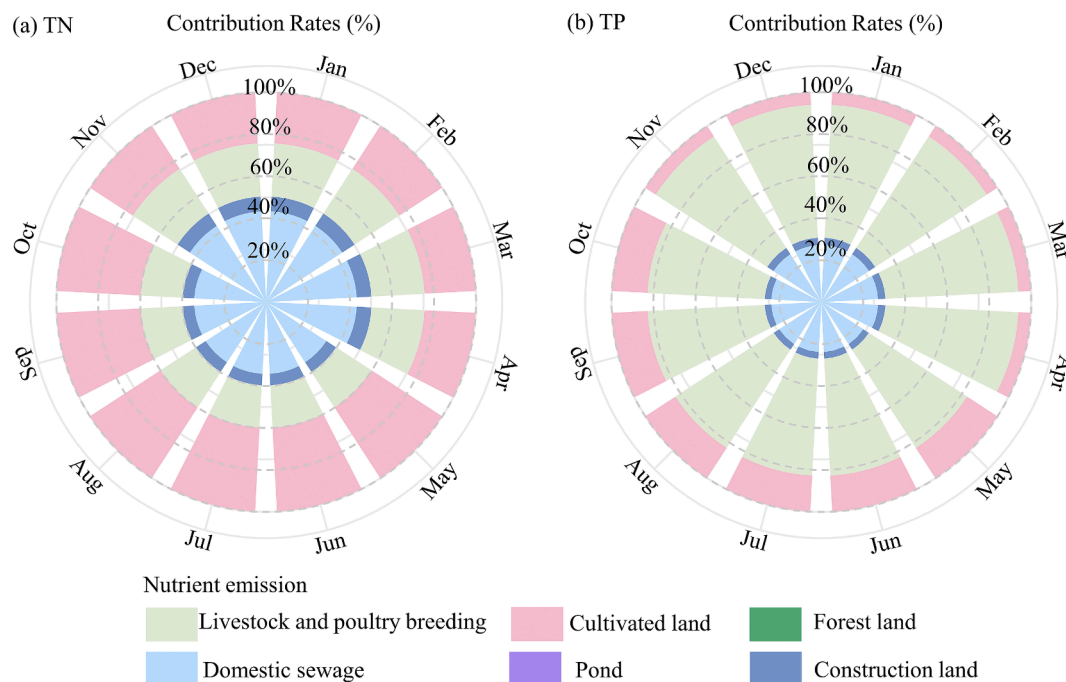 (a) TN
Contribution Rates (%)
Dec
Jan
Nov
Feb
Oct
Mar
Sep
Apr
Aug
May
Jul
Jun
100%
80%
60%
40%
20%
(b) TP
Contribution Rates (%)
Dec
Jan
Nov
Feb
Oct
Mar
Sep
Apr
Aug
May
Jul
Jun
100%
80%
60%
40%
20%
Nutrient emission
Livestock and poultry breeding
Cultivated land
Forest land
Domestic sewage
Pond
Construction land